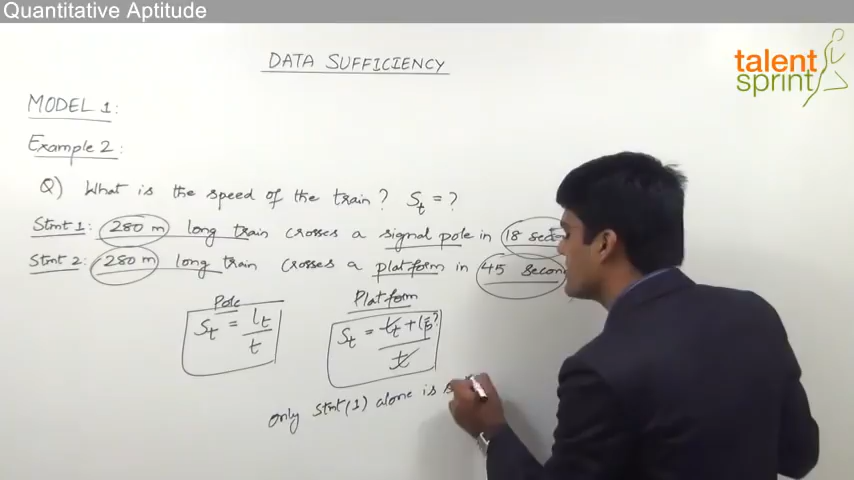 Quantitative Aptitude
talent
sprint
DATA SUFFICIENCY
MODEL 1:
Example 2:
Q) What is the speed of the train? St = ?
Stmt 1: 280 m long train crosses a signal pole in 18
Stmt 2: 280 m long train crosses a platform in 45 second
Pole
St = lt / t
Platform
St = lt + lp? / t
only Stmt (1) alone is